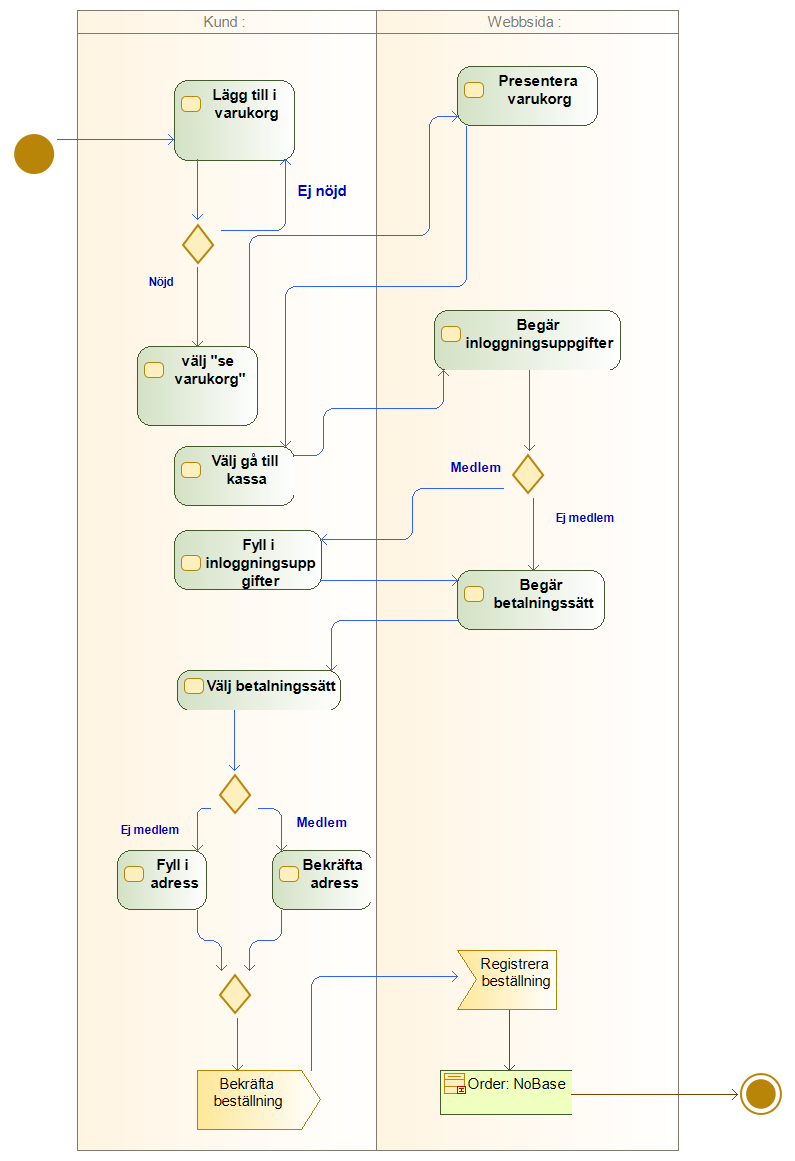 Kund :
Webbsida :
Lägg till i
varukorg
Presentera
varukorg
Ej nöjd
Nöjd
välj "se
varukorg"
Begär
inloggningsuppgifter
Välj gå till
kassa
Medlem
Ej medlem
Fyll i
inloggningsupp
gifter
Begär
betalningssätt
Välj betalningssätt
Ej medlem
Medlem
Fyll i
adress
Bekräfta
adress
Registrera
beställning
Bekräfta
beställning
Order: NoBase